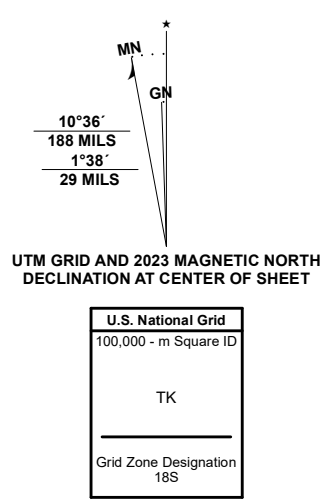 ★
MN
GN
10°36´
188 MILS
1°38´
29 MILS
UTM GRID AND 2023 MAGNETIC NORTH
DECLINATION AT CENTER OF SHEET
U.S. National Grid
100,000 - m Square ID
TK
Grid Zone Designation
18S